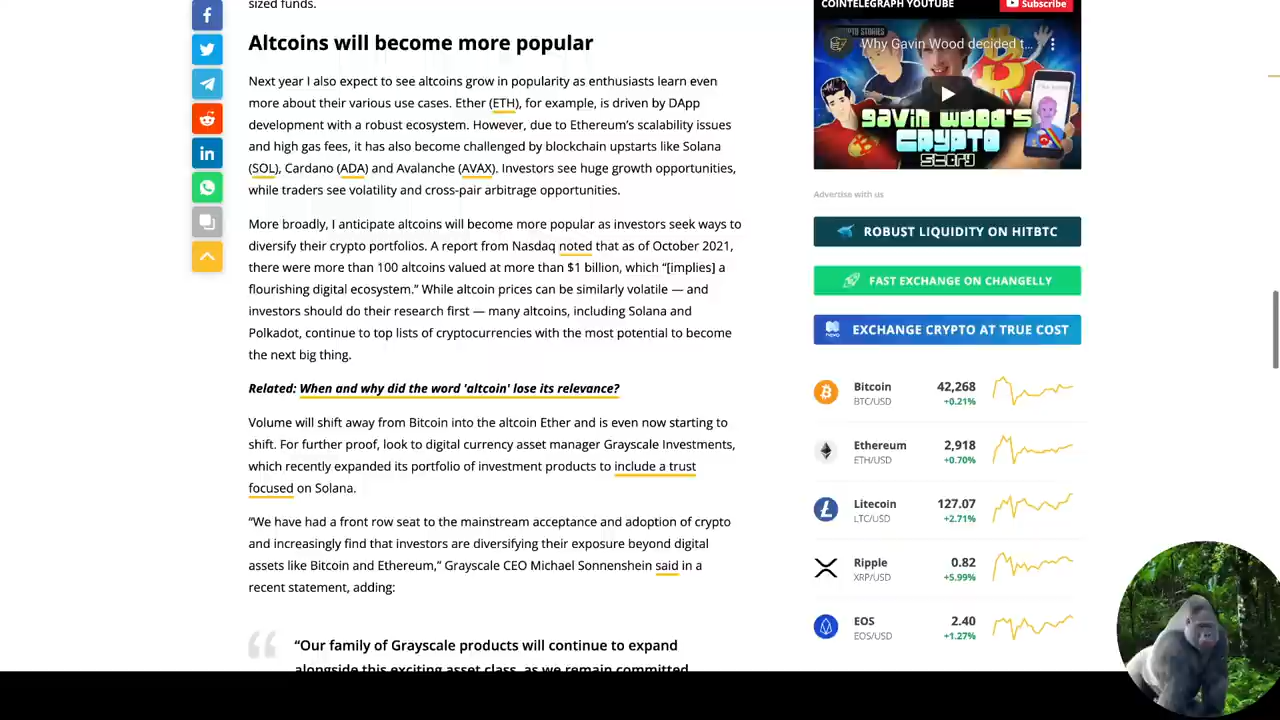 sized funds.
Altcoins will become more popular
Next year I also expect to see altcoins grow in popularity as enthusiasts learn even
more about their various use cases. Ether (ETH), for example, is driven by DApp
development with a robust ecosystem. However, due to Ethereum's scalability issues
and high gas fees, it has also become challenged by blockchain upstarts like Solana
(SOL), Cardano (ADA) and Avalanche (AVAX). Investors see huge growth opportunities,
while traders see volatility and cross-pair arbitrage opportunities.
More broadly, I anticipate altcoins will become more popular as investors seek ways to
diversify their crypto portfolios. A report from Nasdaq noted that as of October 2021,
there were more than 100 altcoins valued at more than $1 billion, which “[implies] a
flourishing digital ecosystem.” While altcoin prices can be similarly volatile — and
investors should do their research first — many altcoins, including Solana and
Polkadot, continue to top lists of cryptocurrencies with the most potential to become
the next big thing.
Related: When and why did the word 'altcoin' lose its relevance?
Volume will shift away from Bitcoin into the altcoin Ether and is even now starting to
shift. For further proof, look to digital currency asset manager Grayscale Investments,
which recently expanded its portfolio of investment products to include a trust
focused on Solana.
“We have had a front row seat to the mainstream acceptance and adoption of crypto
and increasingly find that investors are diversifying their exposure beyond digital
assets like Bitcoin and Ethereum,” Grayscale CEO Michael Sonnenshein said in a
recent statement, adding:
“Our family of Grayscale products will continue to expand
alongside this exciting asset class, as we remain committed
COINTELEGRAPH YOUTUBE
Subscribe
Why Gavin Wood decided t...
GAVIN WOOD'S
CRYPTO
STORY
Advertise with us
ROBUST LIQUIDITY ON HITBTC
FAST EXCHANGE ON CHANGELLY
EXCHANGE CRYPTO AT TRUE COST
Bitcoin 42,268
BTC/USD +0.21%
Ethereum 2,918
ETH/USD +0.70%
Litecoin 127.07
LTC/USD +2.71%
Ripple 0.82
XRP/USD +5.99%
EOS 2.40
EOS/USD +1.27%